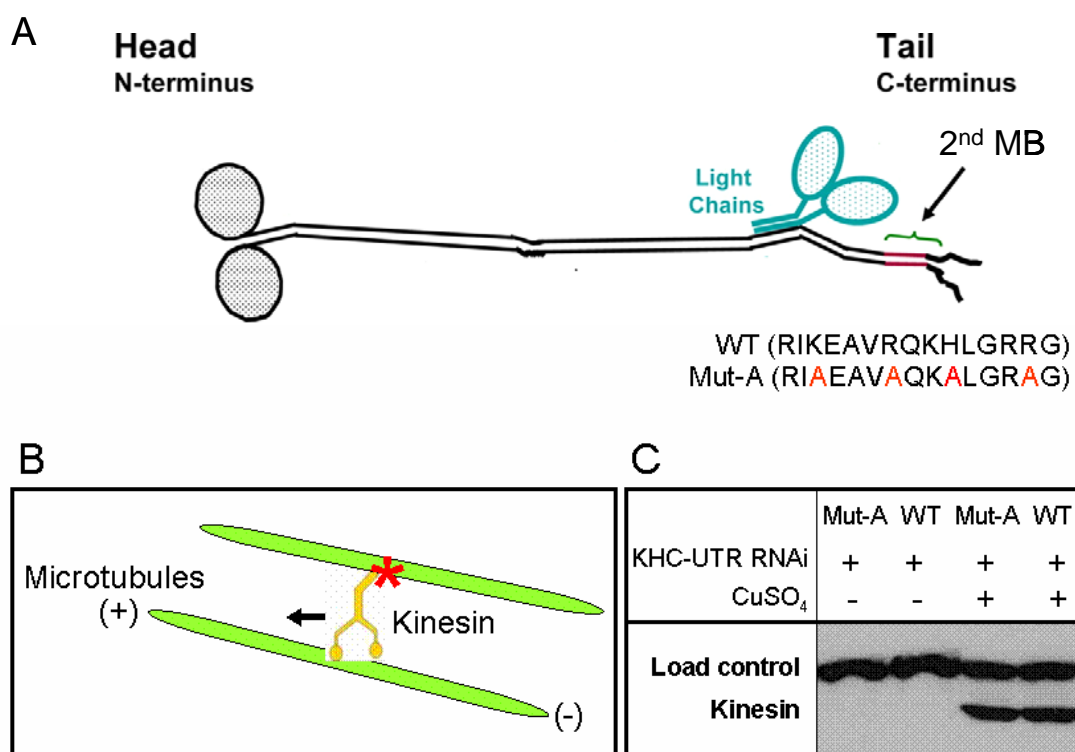 A
Head
N-terminus
Tail
C-terminus
2nd MB
Light
Chains
WT (RIKEAVRQKHLGRRG)
Mut-A (RIAEAVAQKALGRAG)
B
Microtubules
(+)
Kinesin
(-)
C
Mut-A WT Mut-A WT
KHC-UTR RNAi + + + +
CuSO4 - - + +
Load control
Kinesin